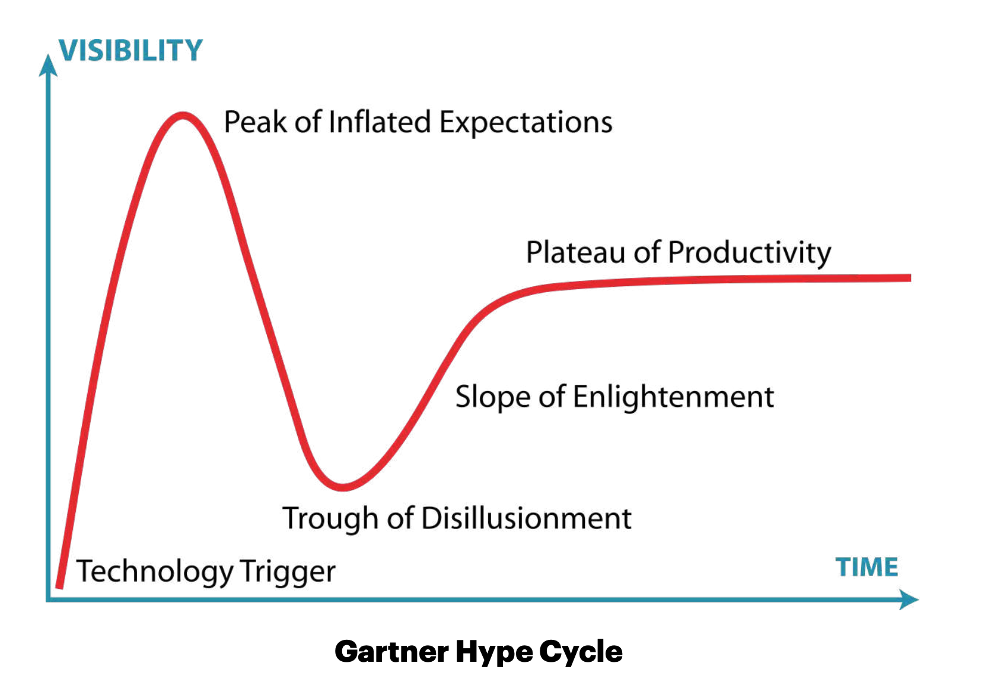 VISIBILITY
Peak of Inflated Expectations
Plateau of Productivity
Slope of Enlightenment
Trough of Disillusionment
Technology Trigger
TIME
Gartner Hype Cycle